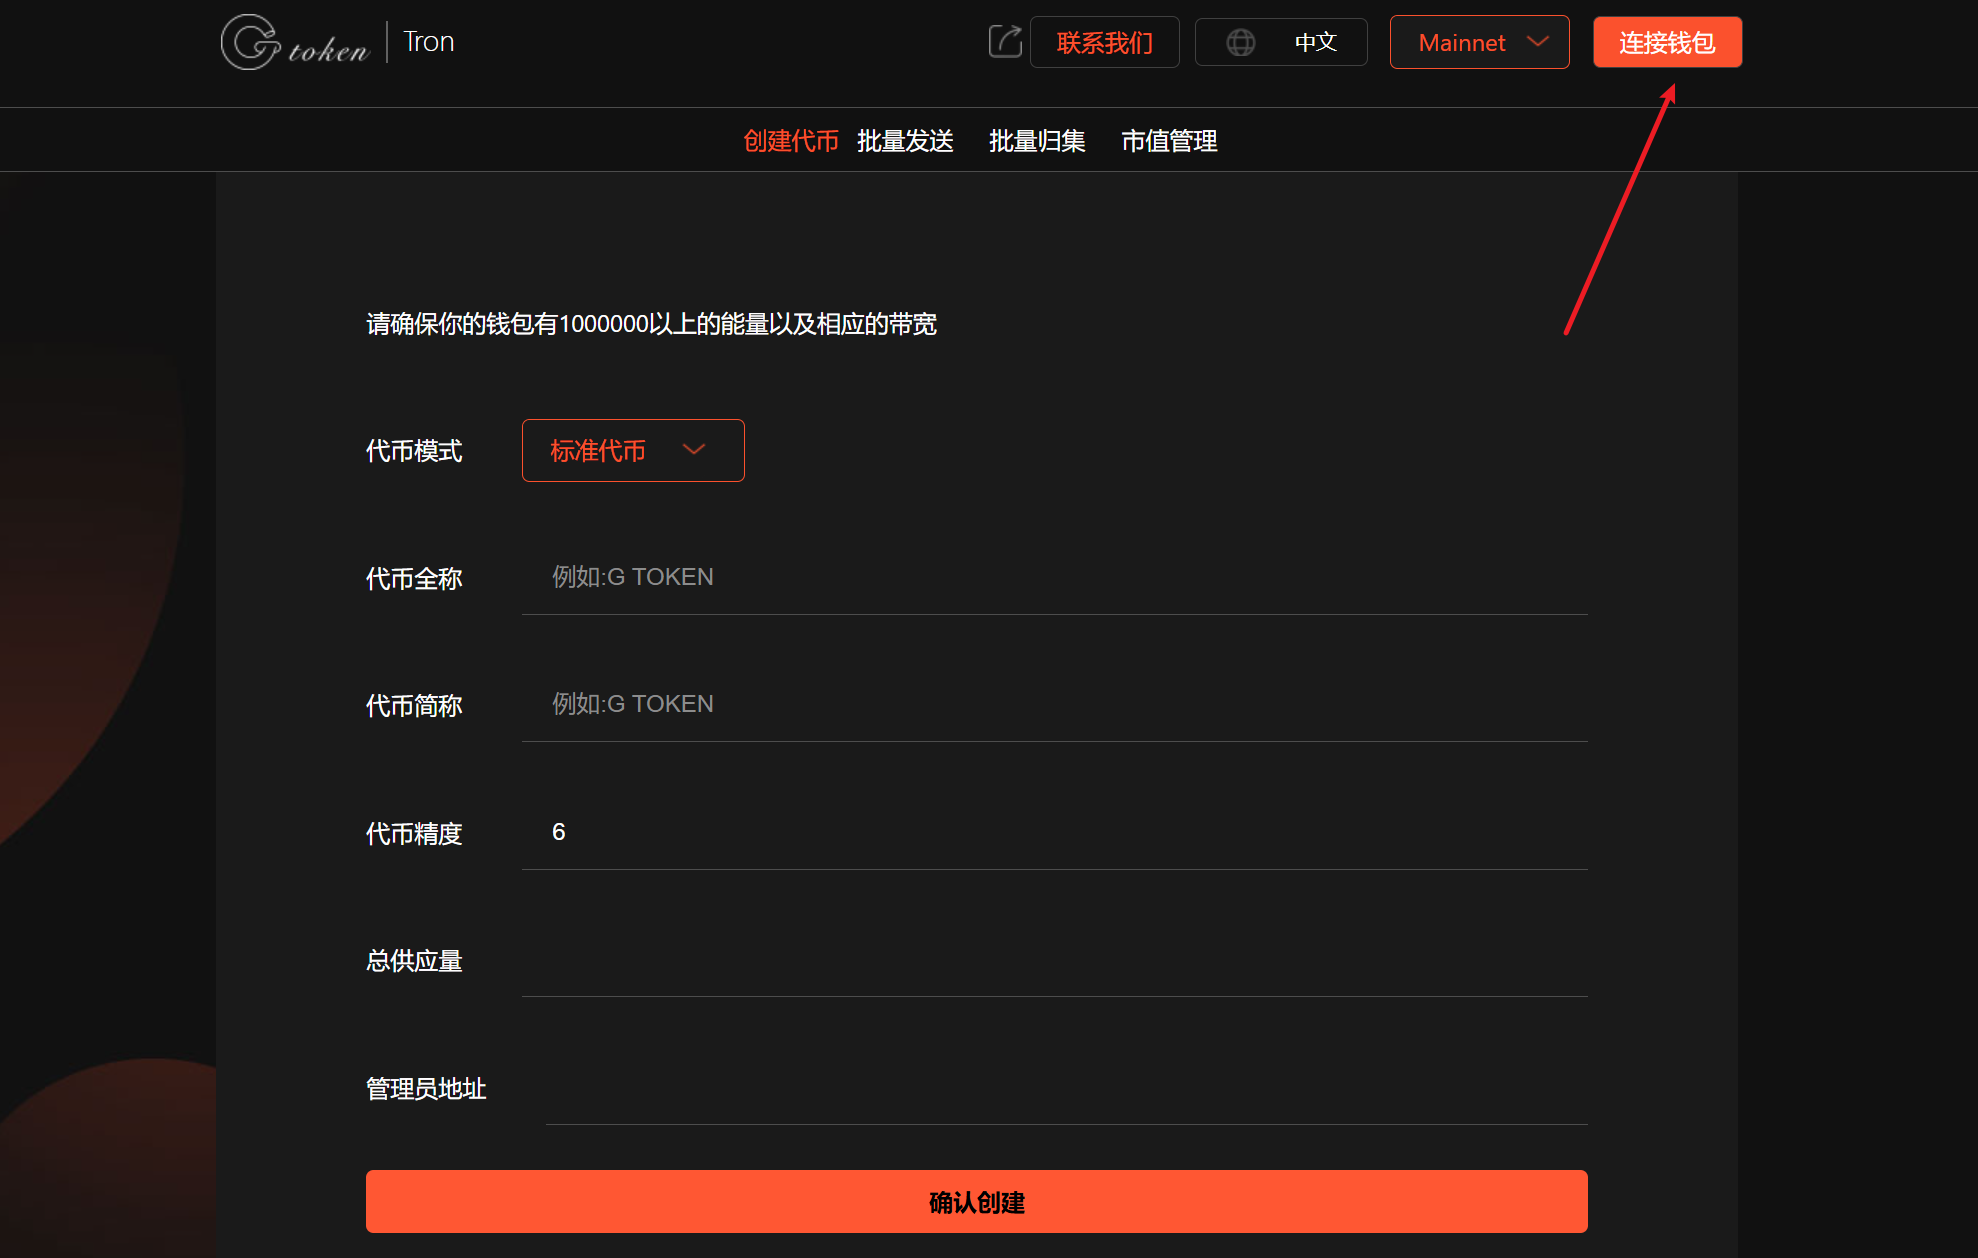 G token | Tron
联系我们
中文
Mainnet
连接钱包
创建代币 批量发送 批量归集 市值管理
请确保你的钱包有1000000以上的能量以及相应的带宽
代币模式 标准代币
代币全称 例如:G TOKEN
代币简称 例如:G TOKEN
代币精度 6
总供应量
管理员地址
确认创建